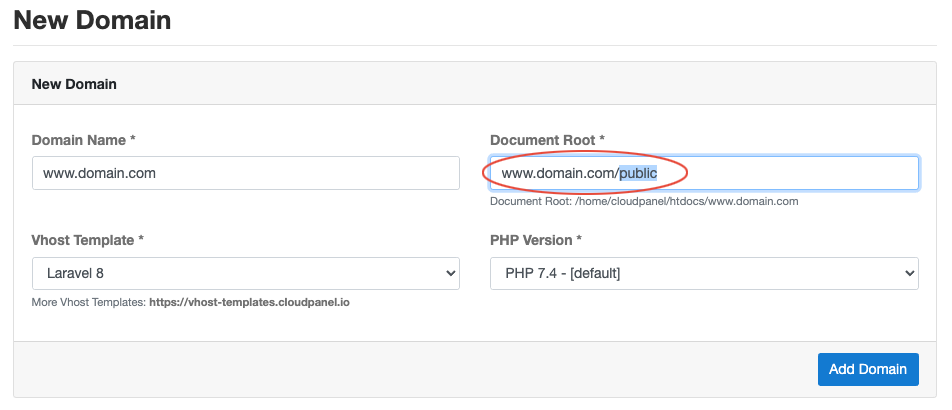 New Domain
New Domain
Domain Name *
Document Root *
www.domain.com
www.domain.com/public
Document Root: /home/cloudpanel/htdocs/www.domain.com
Vhost Template *
PHP Version *
Laravel 8
PHP 7.4 - [default]
More Vhost Templates: https://vhost-templates.cloudpanel.io
Add Domain